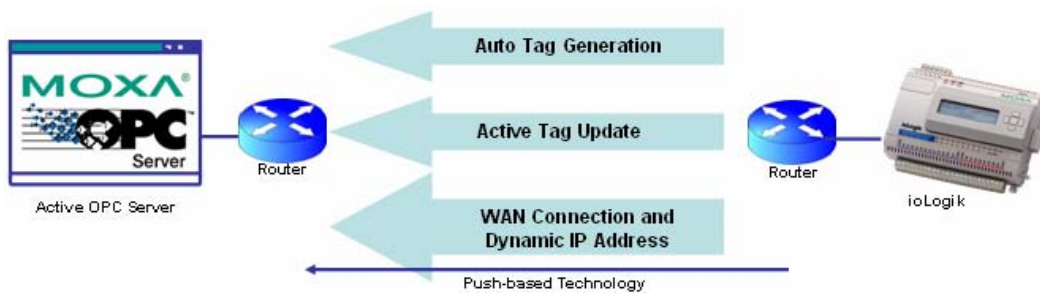 Auto Tag Generation
MOXA®
OPC™
Server
Active Tag Update
Router
Router
Active OPC Server
ioLogik
WAN Connection and
Dynamic IP Address
Push-based Technology